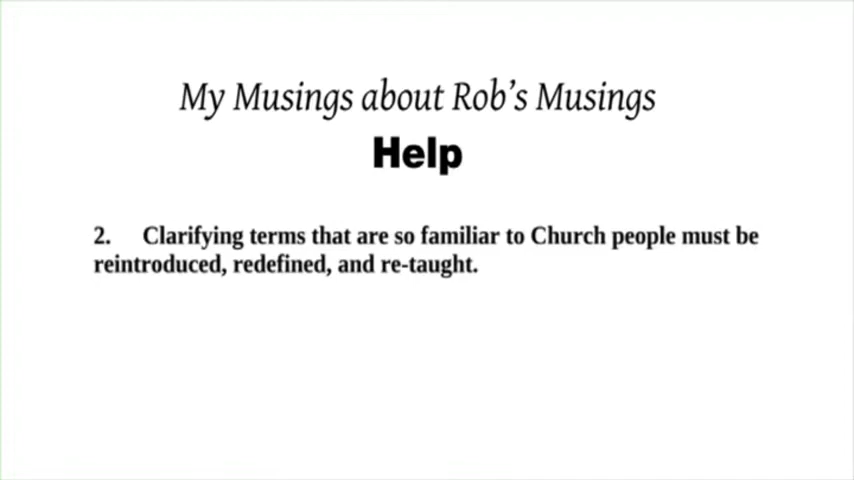 My Musings about Rob's Musings
Help
2. Clarifying terms that are so familiar to Church people must be
reintroduced, redefined, and re-taught.